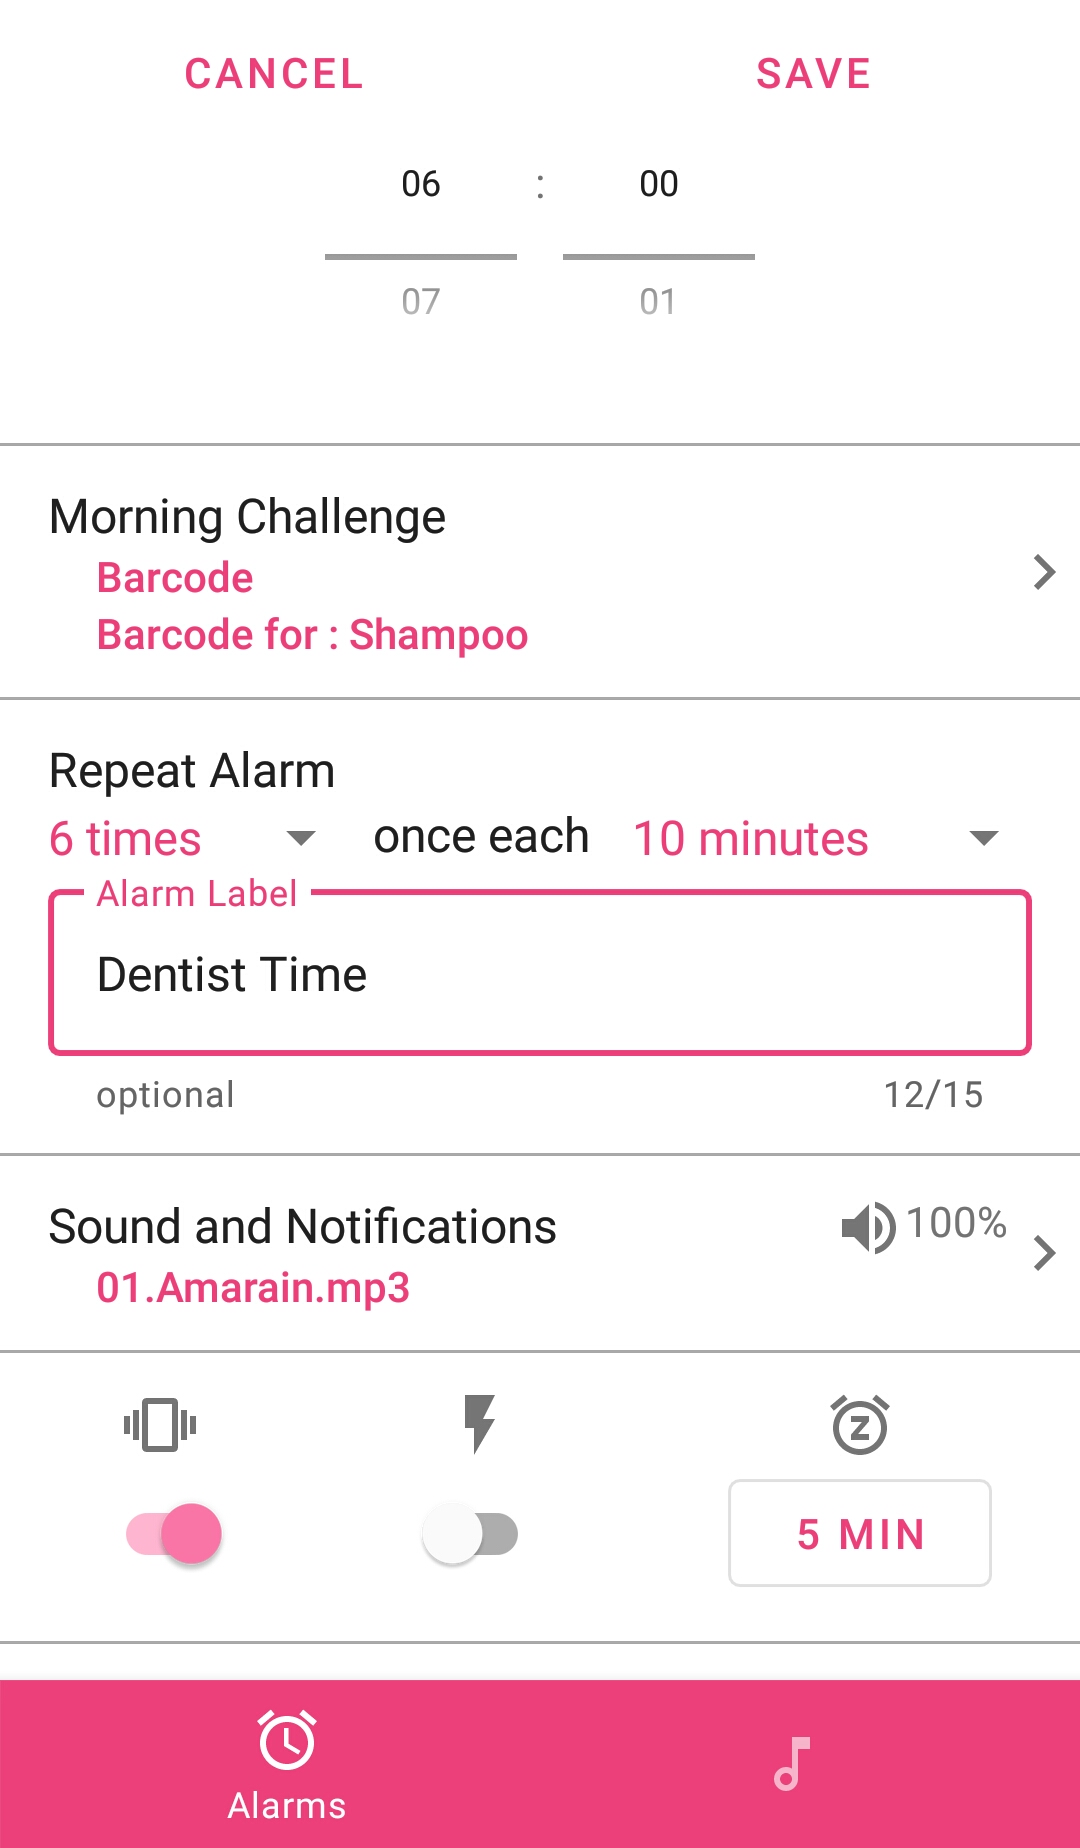 CANCEL SAVE
06 : 00
07 01
Morning Challenge
Barcode
Barcode for : Shampoo
Repeat Alarm
6 times once each 10 minutes
Alarm Label
Dentist Time
optional 12/15
Sound and Notifications 100%
01.Amarain.mp3
5 MIN
Alarms